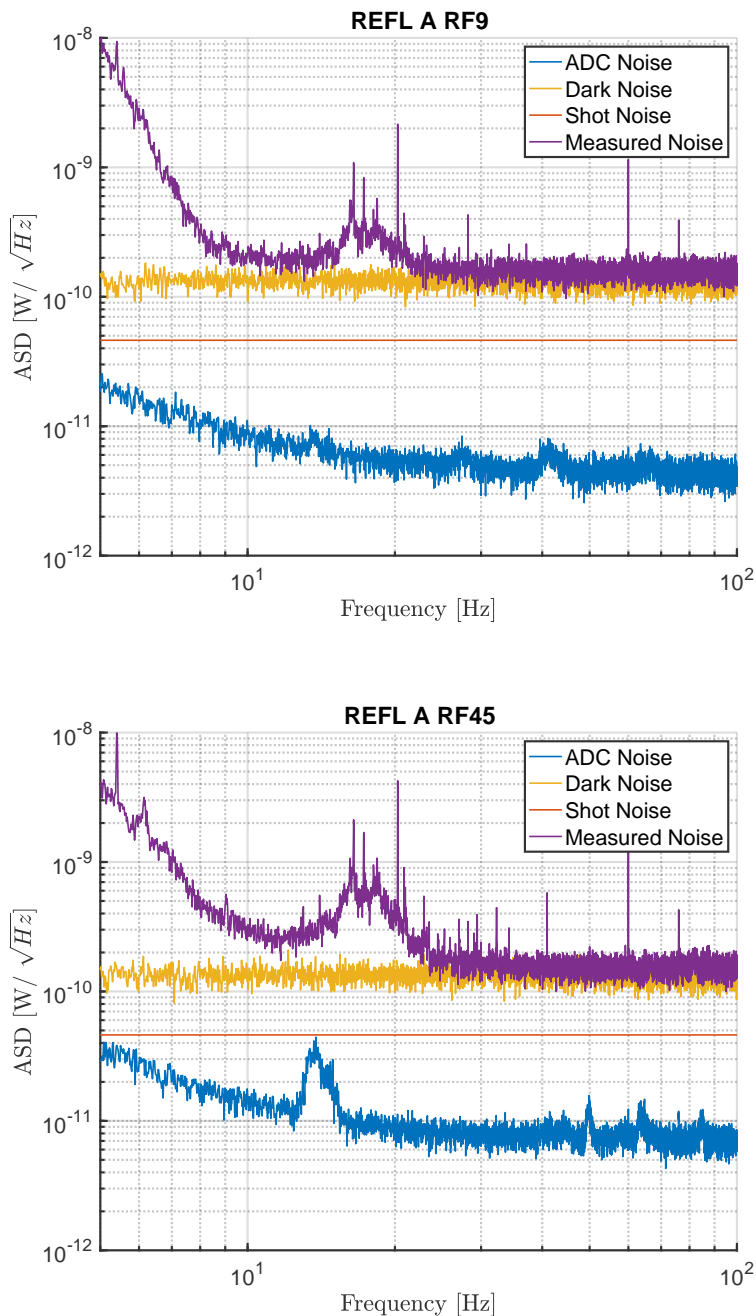 REFL A RF9
10^-8
ADC Noise
Dark Noise
Shot Noise
Measured Noise
10^-9
ASD [W/ √Hz]
10^-10
10^-11
10^-12
10^1
10^2
Frequency [Hz]
REFL A RF45
10^-8
ADC Noise
Dark Noise
Shot Noise
Measured Noise
10^-9
ASD [W/ √Hz]
10^-10
10^-11
10^-12
10^1
10^2
Frequency [Hz]